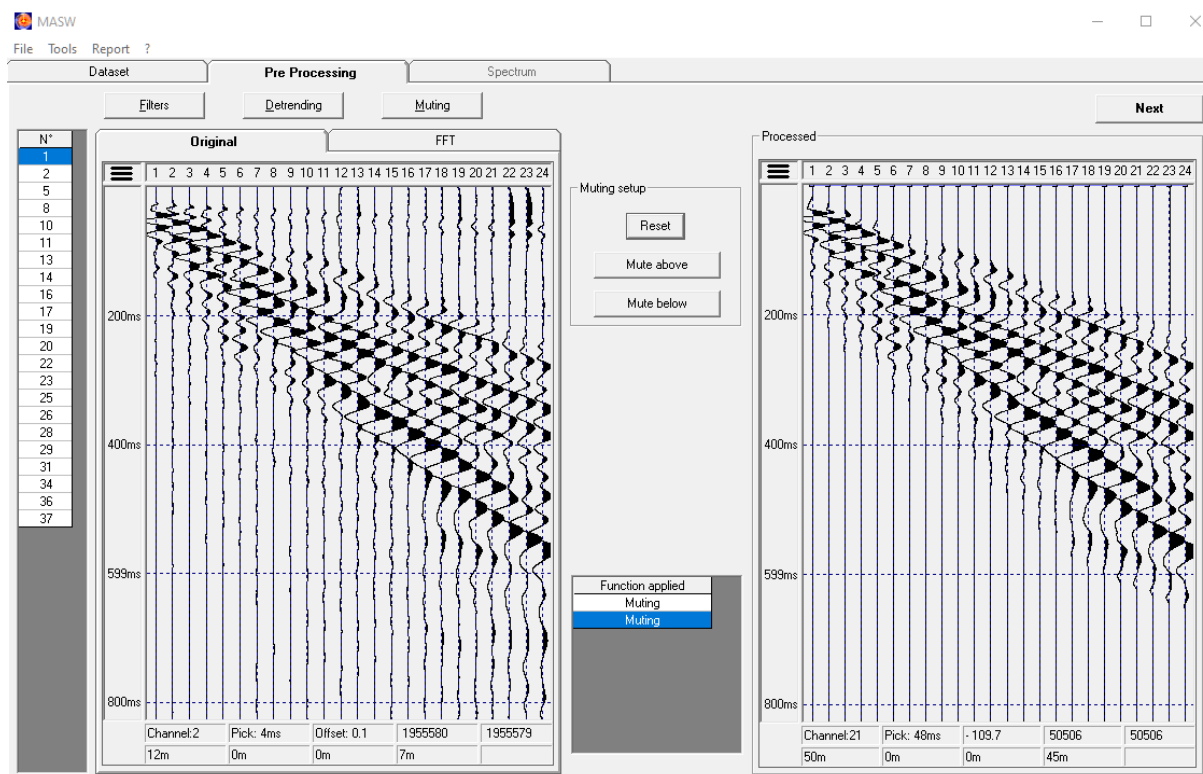 MASW
File Tools Report ?
Dataset Pre Processing Spectrum
Filters Detrending Muting
Next
N°
1
2
5
8
10
11
13
14
16
17
19
20
22
23
25
26
28
29
31
34
36
37
Original FFT
1 2 3 4 5 6 7 8 9 10 11 12 13 14 15 16 17 18 19 20 21 22 23 24
200ms
400ms
599ms
800ms
Channel:2 Pick: 4ms Offset: 0.1 1955580 1955579
12m 0m 0m 7m
Muting setup
Reset
Mute above
Mute below
Function applied
Muting
Muting
Processed
1 2 3 4 5 6 7 8 9 10 11 12 13 14 15 16 17 18 19 20 21 22 23 24
200ms
400ms
599ms
800ms
Channel:21 Pick: 48ms - 109.7 50506 50506
50m 0m 0m 45m